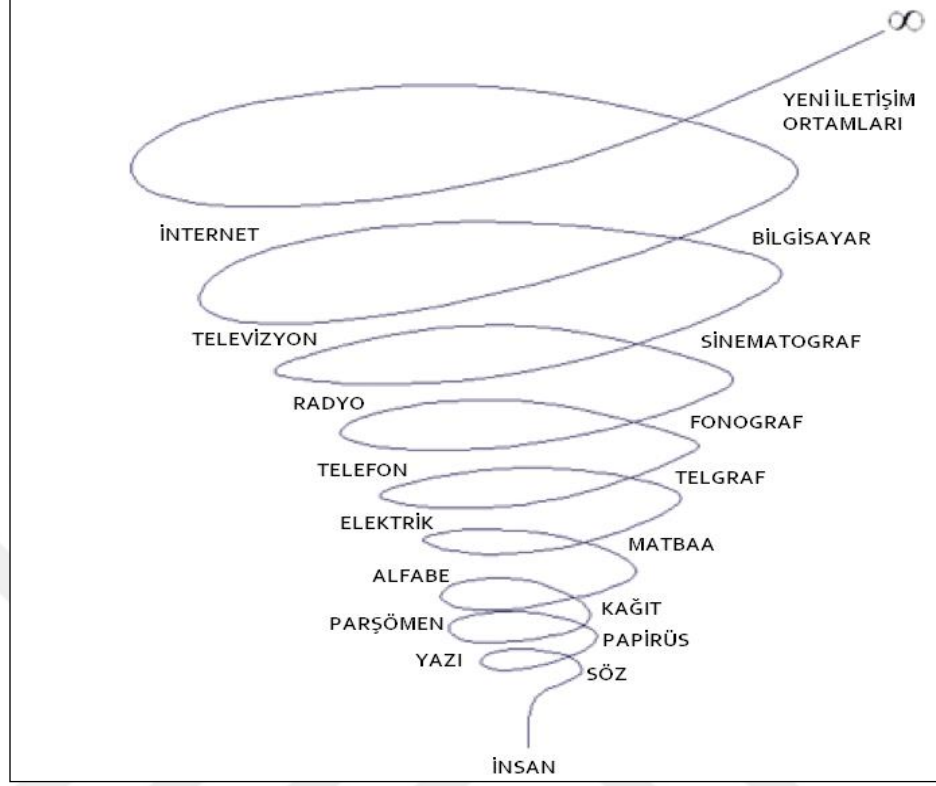 ∞
YENİ İLETİŞİM
ORTAMLARI
İNTERNET
BİLGİSAYAR
TELEVİZYON
SİNEMATOGRAF
RADYO
FONOGRAF
TELEFON
TELGRAF
ELEKTRİK
MATBAA
ALFABE
KAĞIT
PARŞÖMEN
PAPİRÜS
YAZI
SÖZ
İNSAN